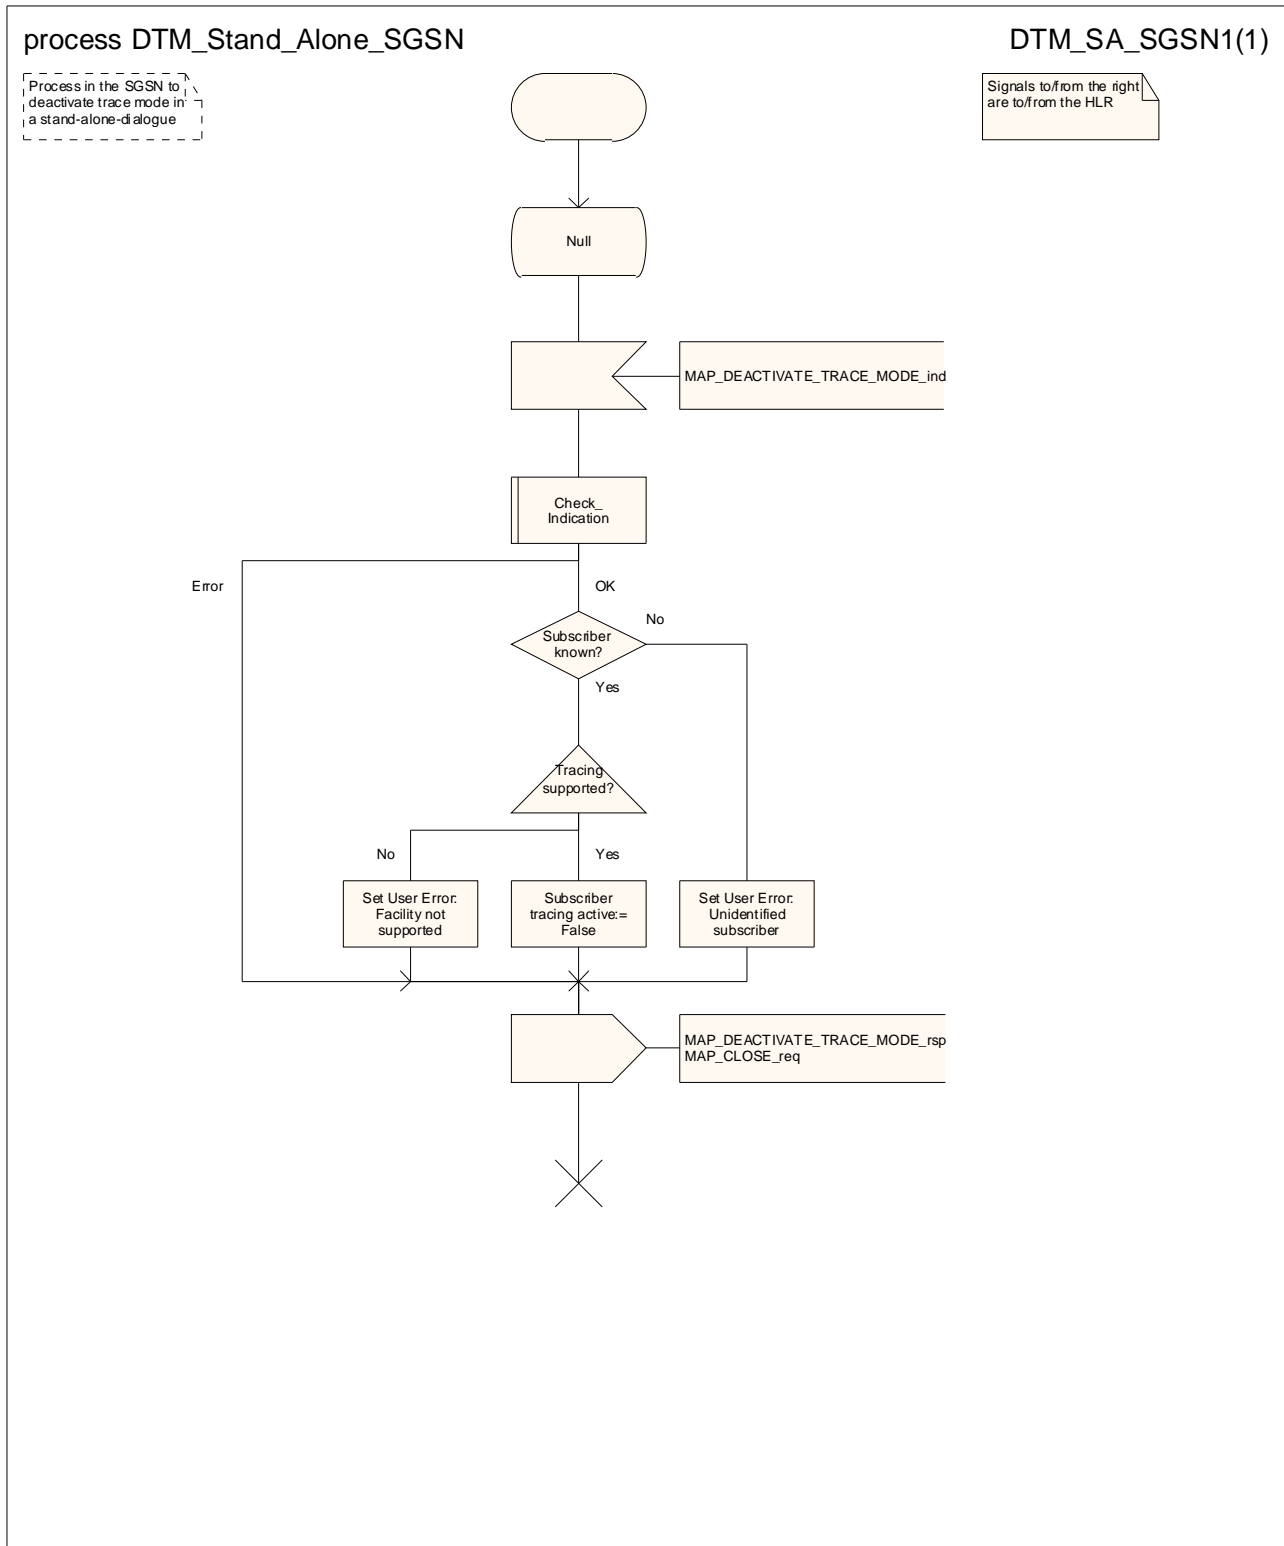 process DTM_Stand_Alone_SGSN
DTM_SA_SGSN1(1)
Process in the SGSN to
deactivate trace mode in
a stand-alone-dialogue
Signals to/from the right
are to/from the HLR
Null
MAP_DEACTIVATE_TRACE_MODE_ind
Check_
Indication
Error
OK
No
Subscriber
known?
Yes
Tracing
supported?
No
Yes
Set User Error:
Facility not
supported
Subscriber
tracing active:=
False
Set User Error:
Unidentified
subscriber
MAP_DEACTIVATE_TRACE_MODE_rsp
MAP_CLOSE_req